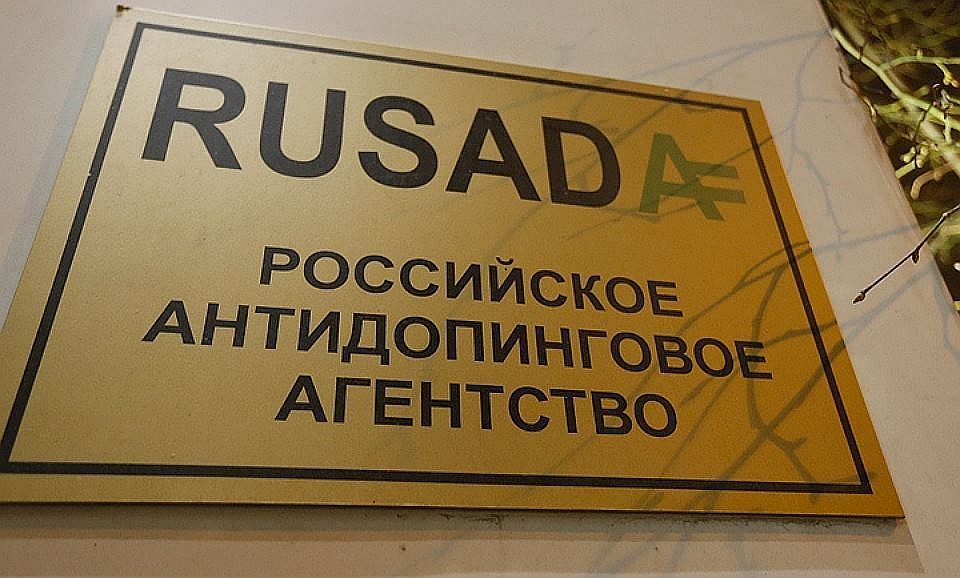 RUSADA
РОССИЙСКОЕ
АНТИДОПИНГОВОЕ
АГЕНТСТВО